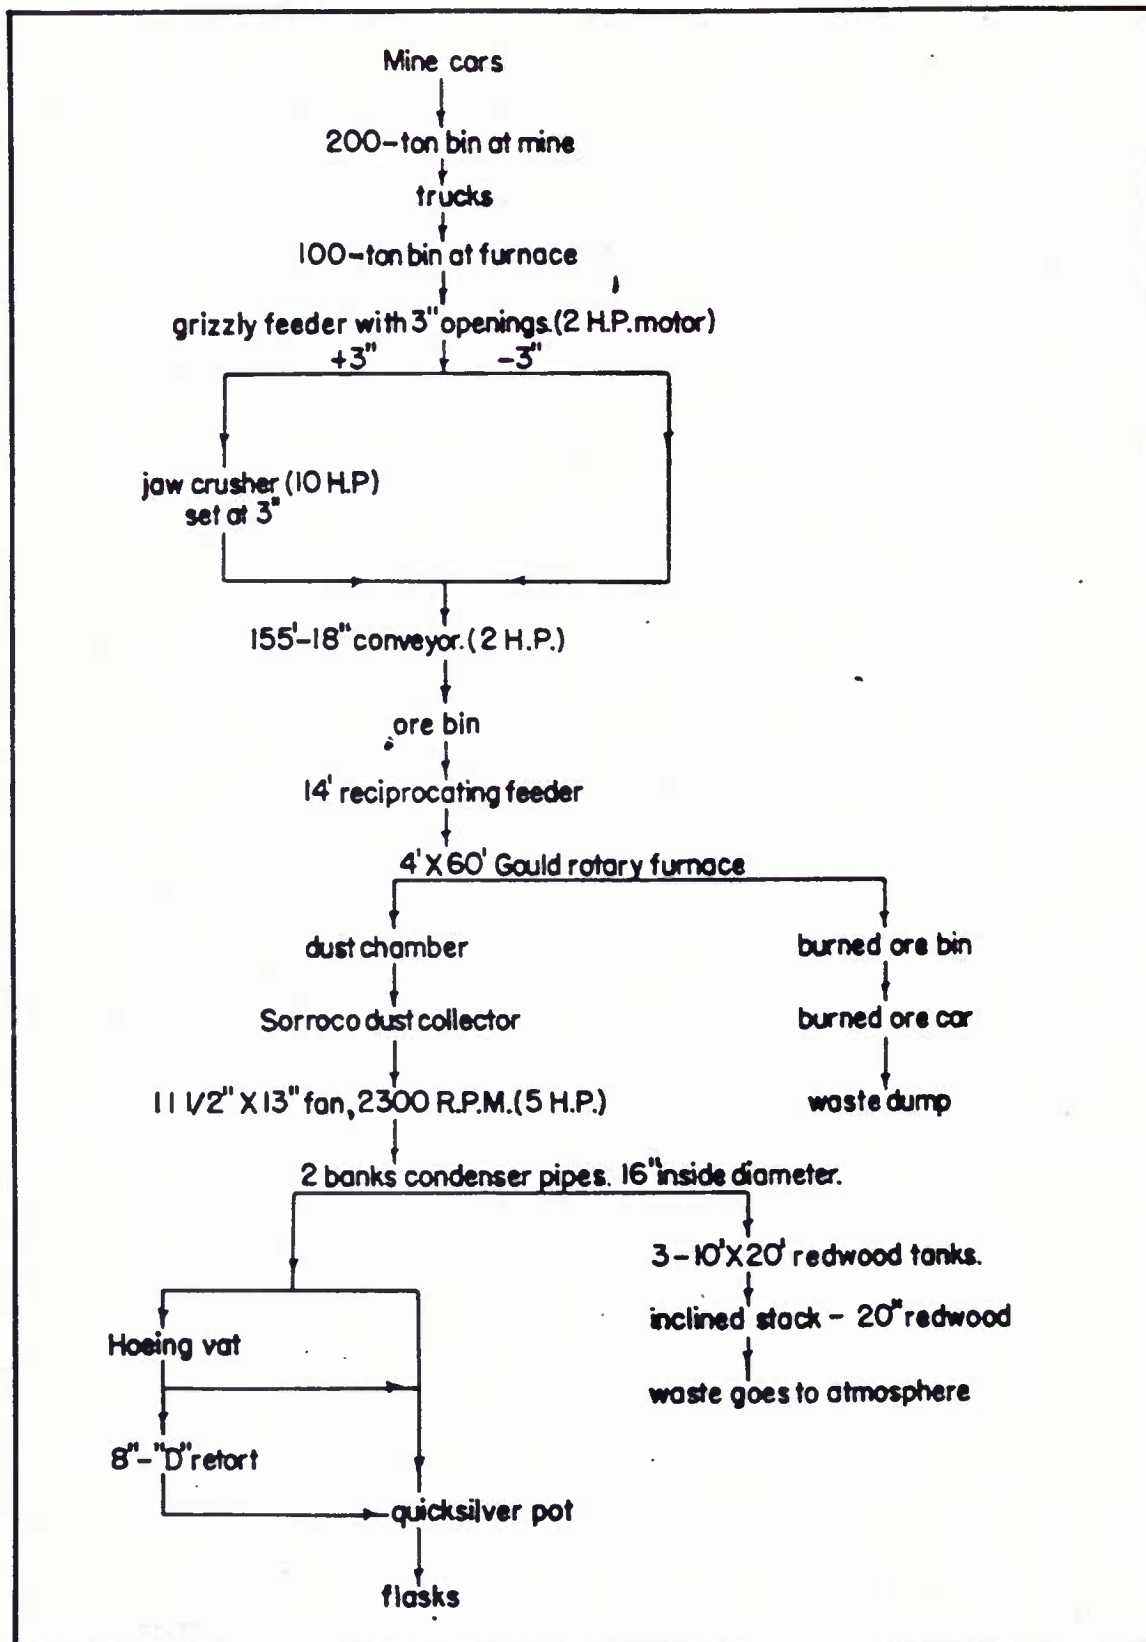 Mine cars
200-ton bin at mine
trucks
100-ton bin at furnace
grizzly feeder with 3" openings.(2 H.P. motor)
+3" -3"
jaw crusher (10 H.P)
set at 3"
155'-18" conveyor. (2 H.P.)
ore bin
14' reciprocating feeder
4' X 60' Gould rotary furnace
dust chamber
burned ore bin
Sorroco dust collector
burned ore car
11 1/2" X 13" fan, 2300 R.P.M. (5 H.P.)
waste dump
2 banks condenser pipes. 16" inside diameter.
3-10' X 20' redwood tanks.
inclined stack - 20" redwood
Hoeing vat
waste goes to atmosphere
8"-"D" retort
quicksilver pot
flasks